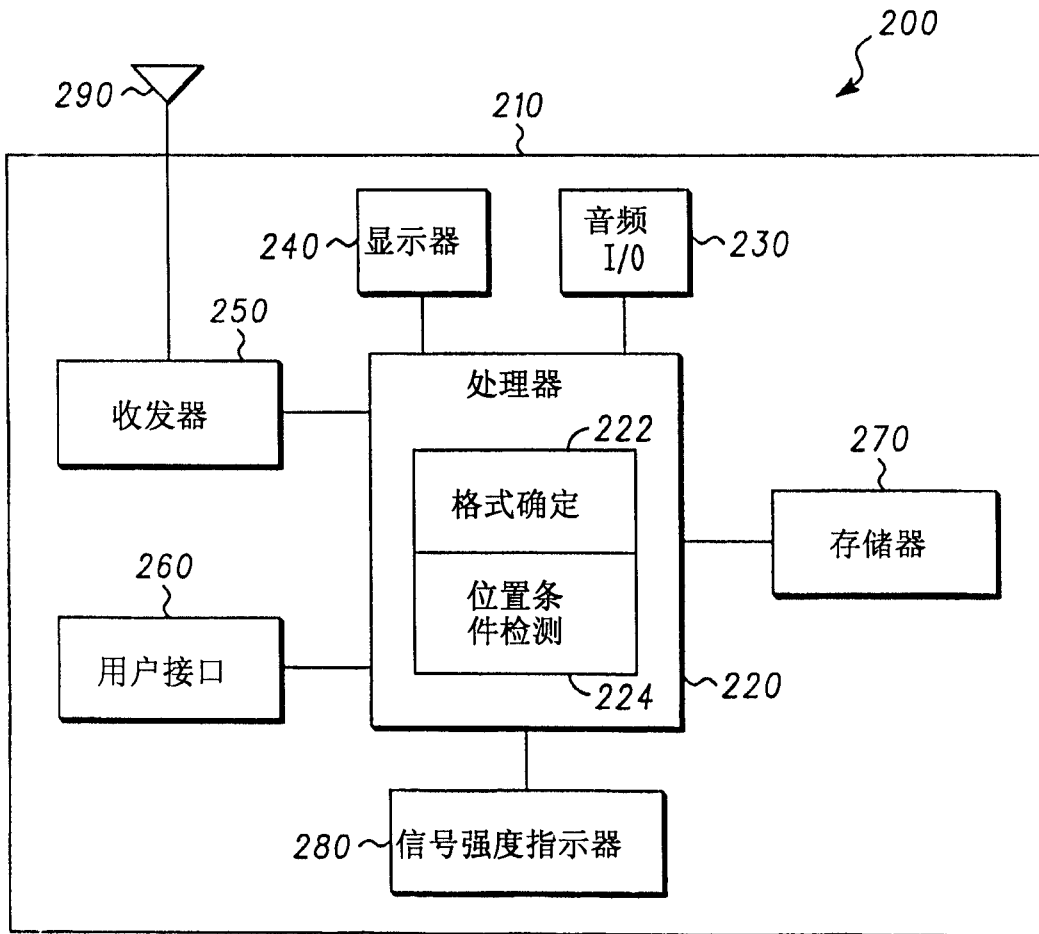 200
290
210
240
显示器
音频
I/O
230
250
收发器
处理器
222
格式确定
270
存储器
260
用户接口
位置条
件检测
224
220
280
信号强度指示器